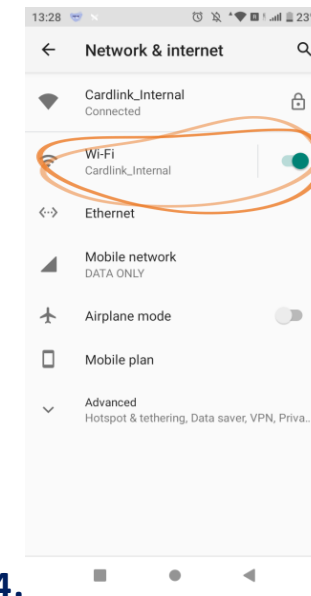 13:28
23
Network & internet
Cardlink_Internal
Connected
Wi-Fi
Cardlink_Internal
Ethernet
Mobile network
DATA ONLY
Airplane mode
Mobile plan
Advanced
Hotspot & tethering, Data saver, VPN, Priva..
4.